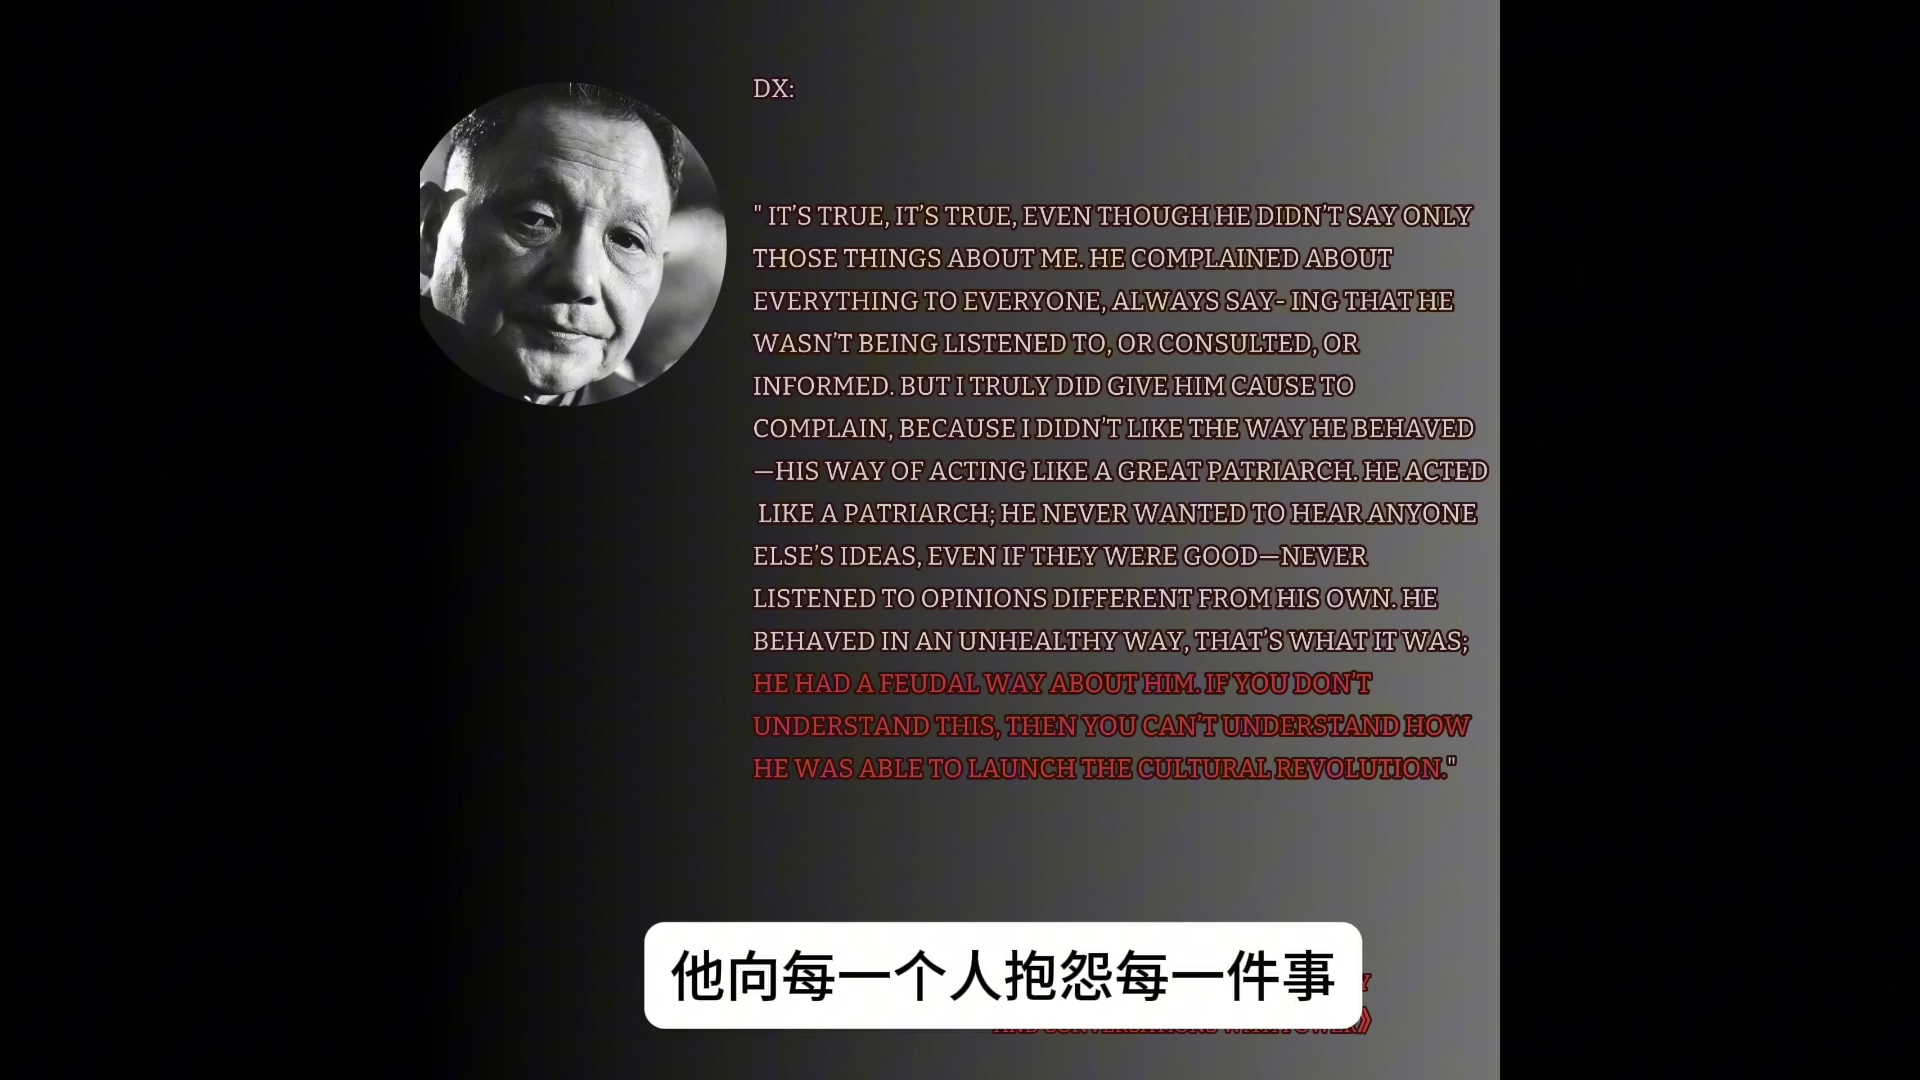 DX:
" IT’S TRUE, IT’S TRUE, EVEN THOUGH HE DIDN’T SAY ONLY
THOSE THINGS ABOUT ME. HE COMPLAINED ABOUT
EVERYTHING TO EVERYONE, ALWAYS SAY- ING THAT HE
WASN’T BEING LISTENED TO, OR CONSULTED, OR
INFORMED. BUT I TRULY DID GIVE HIM CAUSE TO
COMPLAIN, BECAUSE I DIDN’T LIKE THE WAY HE BEHAVED
—HIS WAY OF ACTING LIKE A GREAT PATRIARCH. HE ACTED
LIKE A PATRIARCH; HE NEVER WANTED TO HEAR ANYONE
ELSE’S IDEAS, EVEN IF THEY WERE GOOD—NEVER
LISTENED TO OPINIONS DIFFERENT FROM HIS OWN. HE
BEHAVED IN AN UNHEALTHY WAY, THAT’S WHAT IT WAS;
HE HAD A FEUDAL WAY ABOUT HIM. IF YOU DON’T
UNDERSTAND THIS, THEN YOU CAN’T UNDERSTAND HOW
HE WAS ABLE TO LAUNCH THE CULTURAL REVOLUTION."
他向每一个人抱怨每一件事